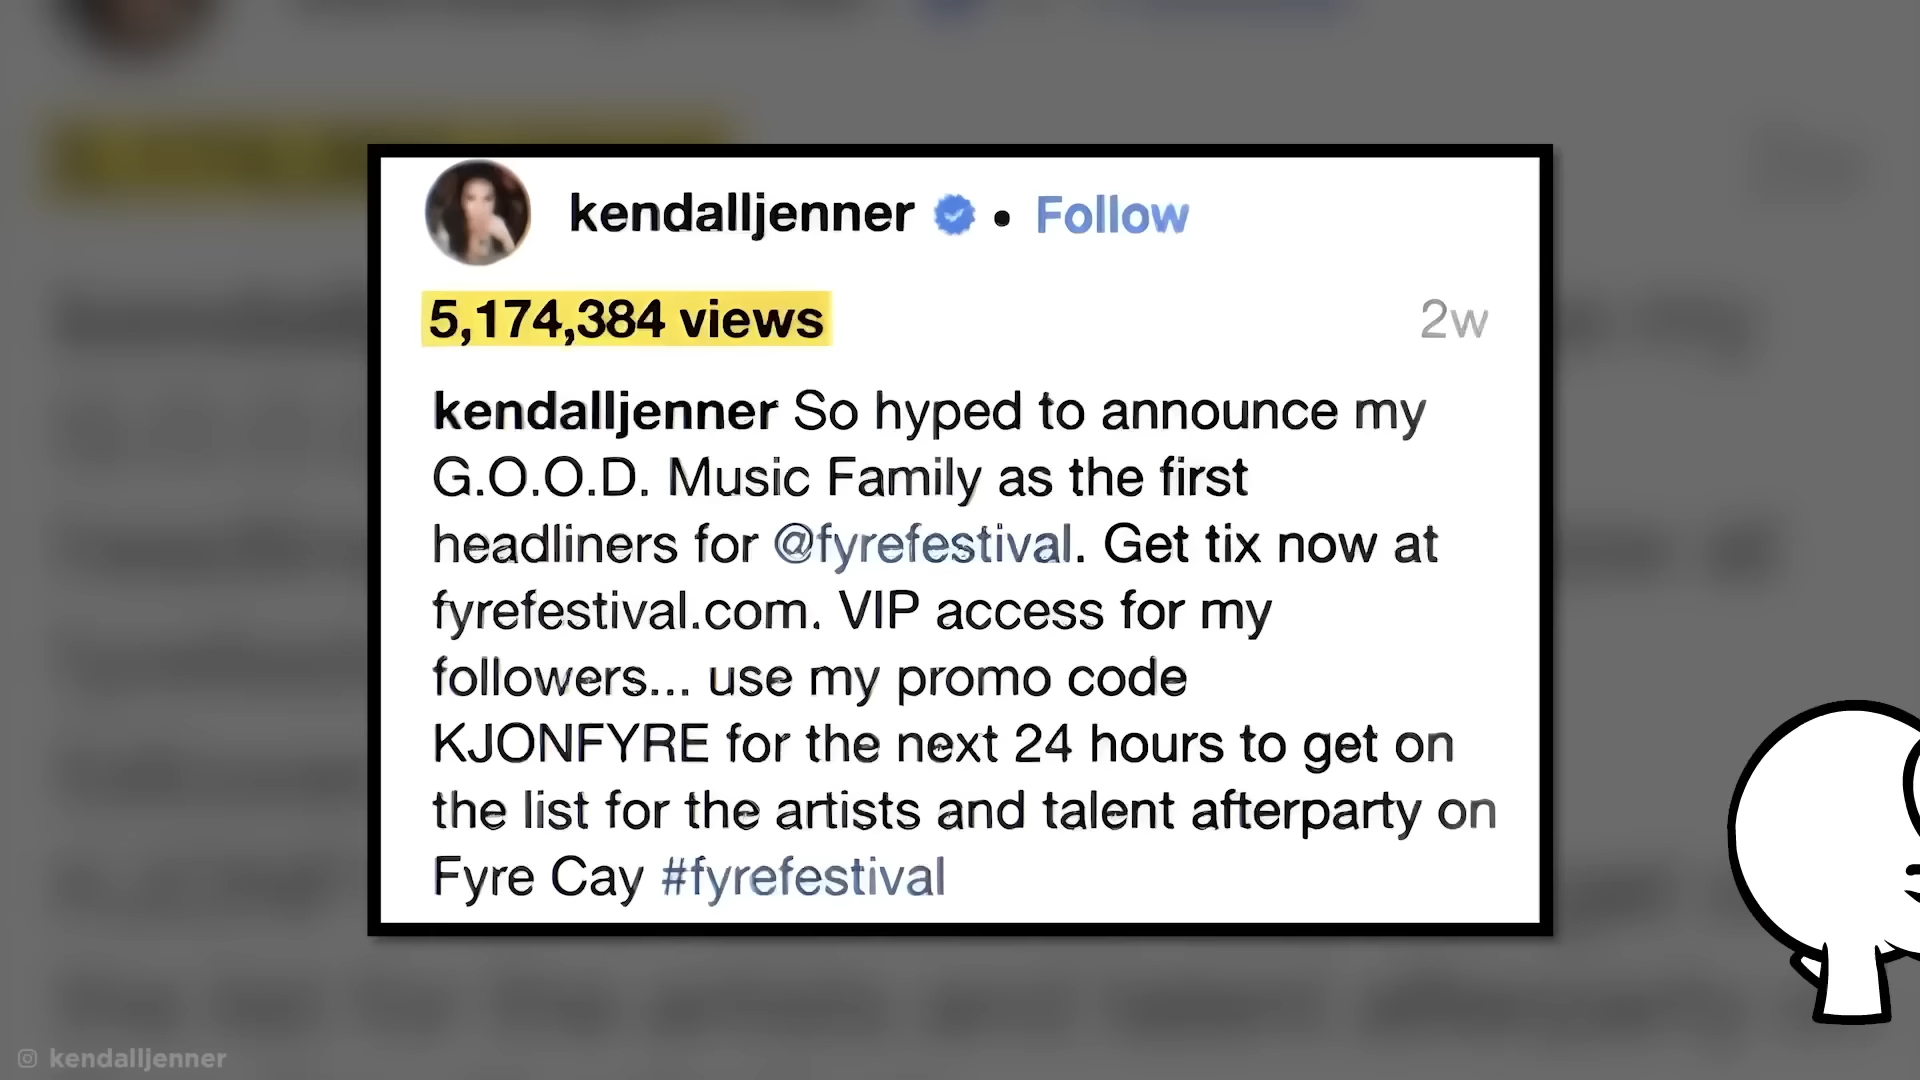 kendalljenner • Follow
5,174,384 views 2w
kendalljenner So hyped to announce my
G.O.O.D. Music Family as the first
headliners for @fyrefestival. Get tix now at
fyrefestival.com. VIP access for my
followers... use my promo code
KJONFYRE for the next 24 hours to get on
the list for the artists and talent afterparty on
Fyre Cay #fyrefestival
kendalljenner